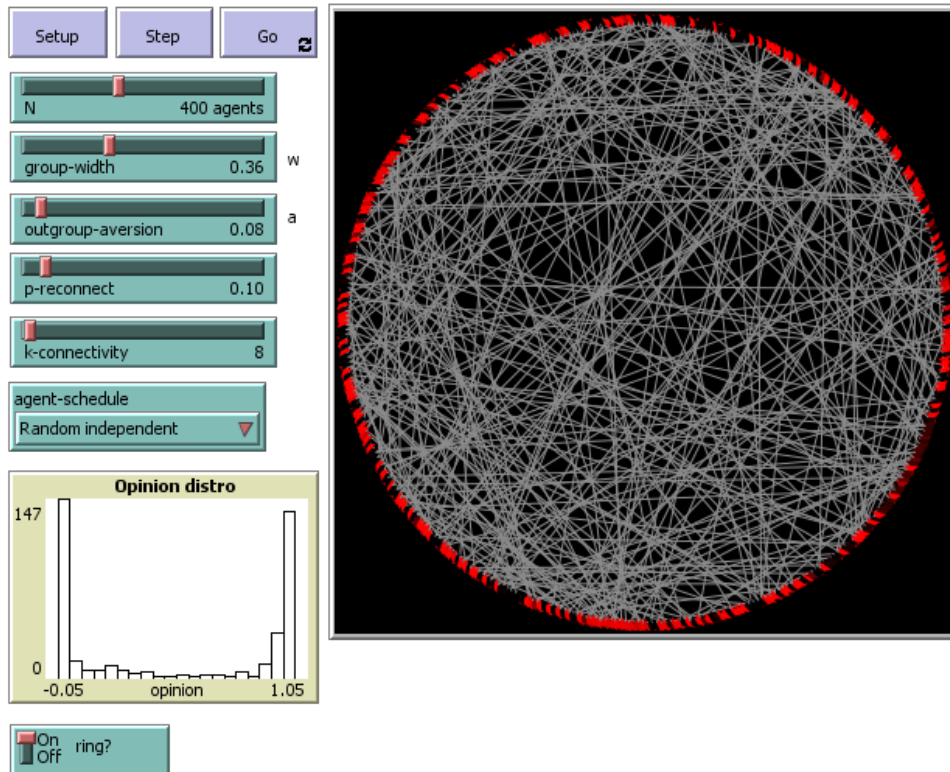 Setup
Step
Go
N 400 agents
group-width 0.36
w
outgroup-aversion 0.08
a
p-reconnect 0.10
k-connectivity 8
agent-schedule
Random independent
Opinion distro
147
0
-0.05 opinion 1.05
On
Off
ring?